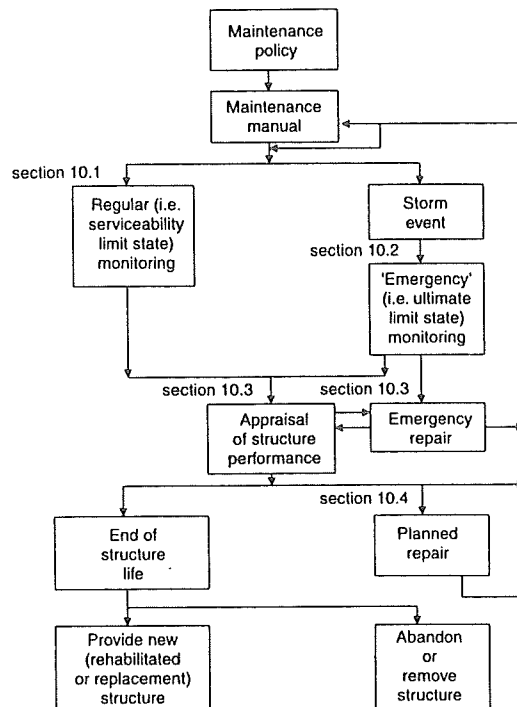 Maintenance
policy
Maintenance
manual
section 10.1
Regular (i.e.
serviceability
limit state)
monitoring
Storm
event
section 10.2
'Emergency'
(i.e. ultimate
limit state)
monitoring
section 10.3
section 10.3
Appraisal
of structure
performance
Emergency
repair
section 10.4
End of
structure
life
Planned
repair
Provide new
(rehabilitated
or replacement)
structure
Abandon
or
remove
structure